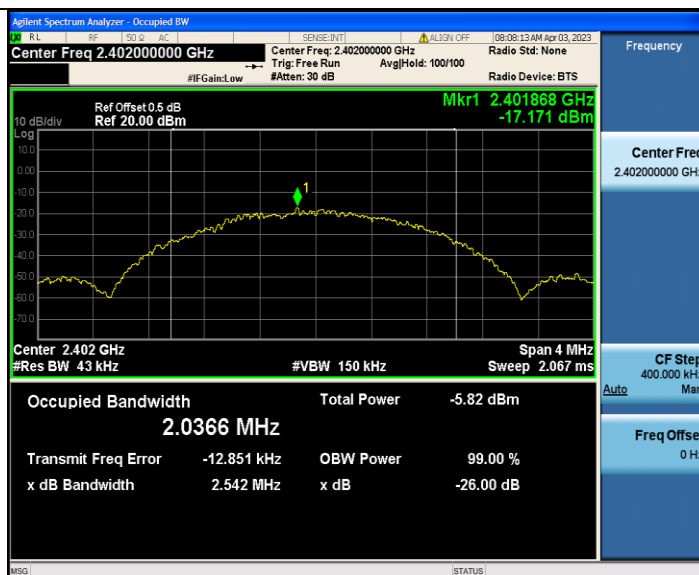 Agilent Spectrum Analyzer - Occupied BW
RL RF 50 Ω AC SENSE:INT ALIGN OFF 08:08:13 AM Apr 03, 2023
Center Freq 2.402000000 GHz
Center Freq: 2.402000000 GHz
Radio Std: None
Trig: Free Run Avg|Hold: 100/100
#IFGain:Low #Atten: 30 dB Radio Device: BTS
Frequency
Ref Offset 0.5 dB
Mkr1 2.401868 GHz
10 dB/div Ref 20.00 dBm -17.171 dBm
Log
10.0
0.00
-10.0
-20.0
-30.0
-40.0
-50.0
-60.0
-70.0
1
Center 2.402 GHz Span 4 MHz
#Res BW 43 kHz #VBW 150 kHz Sweep 2.067 ms
Occupied Bandwidth Total Power -5.82 dBm
2.0366 MHz
Transmit Freq Error -12.851 kHz OBW Power 99.00 %
x dB Bandwidth 2.542 MHz x dB -26.00 dB
Center Freq
2.402000000 GHz
CF Step
400.000 kHz
Auto Man
Freq Offset
0 Hz
MSG STATUS